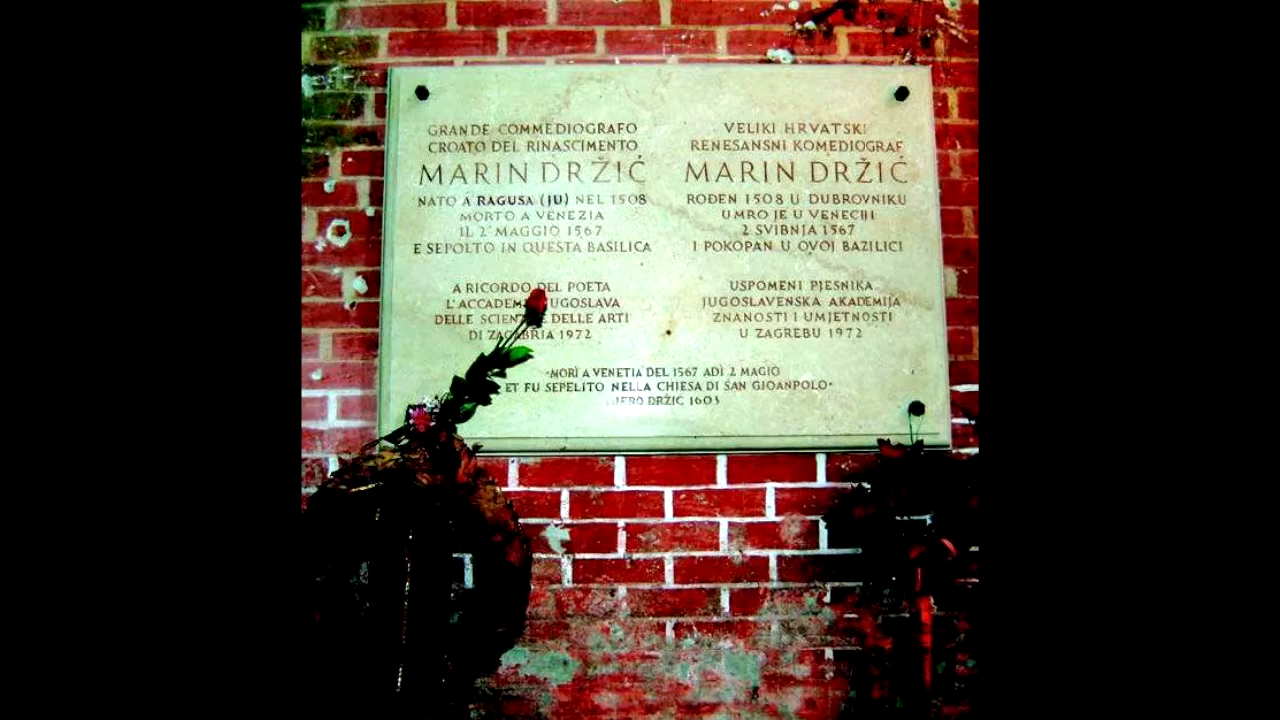 GRANDE COMMEDIOGRAFO
CROATO DEL RINASCIMENTO
MARIN DRŽIĆ
NATO A RAGUSA (JU) NEL 1508
MORTO A VENEZIA
IL 2 MAGGIO 1567
E SEPOLTO IN QUESTA BASILICA
A RICORDO DEL POETA
L'ACCADEMIA JUGOSLAVA
DELLE SCIENZE DELLE ARTI
DI ZAGABRIA 1972
VELIKI HRVATSKI
RENESANSNI KOMEDIOGRAF
MARIN DRŽIĆ
ROĐEN 1508 U DUBROVNIKU
UMRO JE U VENECIJI
2 SVIBNJA 1567
I POKOPAN U OVOJ BAZILICI
USPOMENI PJESNIKA
JUGOSLAVENSKA AKADEMIJA
ZNANOSTI I UMJETNOSTI
U ZAGREBU 1972
"MORÌ A VENETIA DEL 1567 ADÌ 2 MAGIO
ET FU SEPELITO NELLA CHIESA DI SAN GIOANPOLO"
DRŽIC 1603